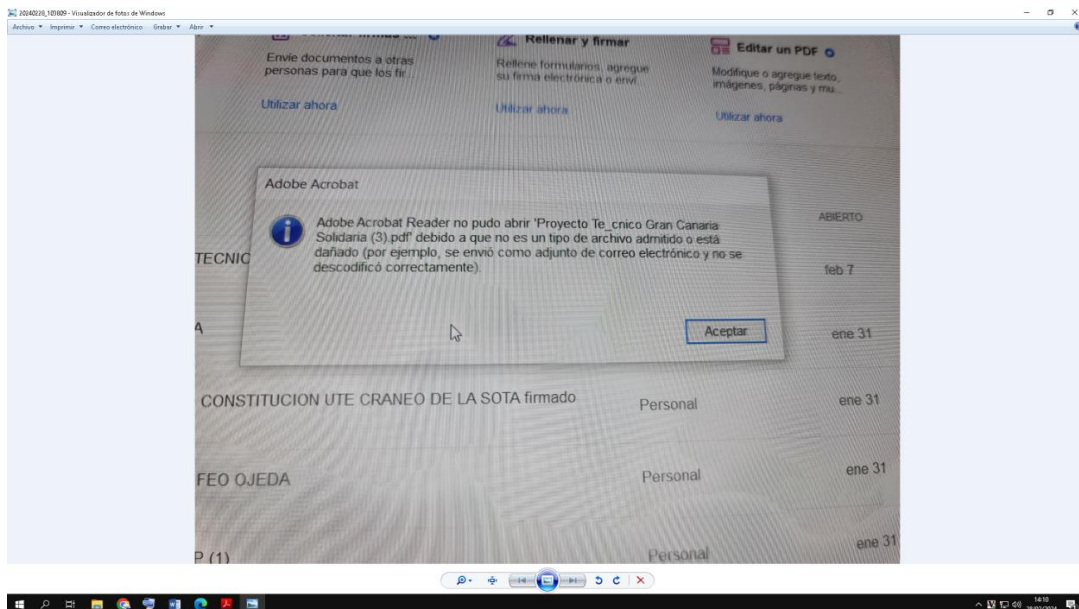 20240228_103809 - Visualizador de fotos de Windows
Archivo Imprimir Correo electrónico Grabar Abrir
Rellenar y firmar
Editar un PDF
Envíe documentos a otras
personas para que los fir...
Rellene formularios, agregue
su firma electrónica o enví...
Modifique o agregue texto,
imágenes, páginas y mu...
Utilizar ahora
Utilizar ahora
Utilizar ahora
Adobe Acrobat
Adobe Acrobat Reader no pudo abrir 'Proyecto Te_cnico Gran Canaria
Solidaria (3).pdf' debido a que no es un tipo de archivo admitido o está
dañado (por ejemplo, se envió como adjunto de correo electrónico y no se
descodificó correctamente).
Aceptar
ABIERTO
TECNIC
feb 7
A
ene 31
CONSTITUCION UTE CRANEO DE LA SOTA firmado Personal ene 31
FEO OJEDA Personal ene 31
P (1) Personal ene 31
14:10
28/02/2024